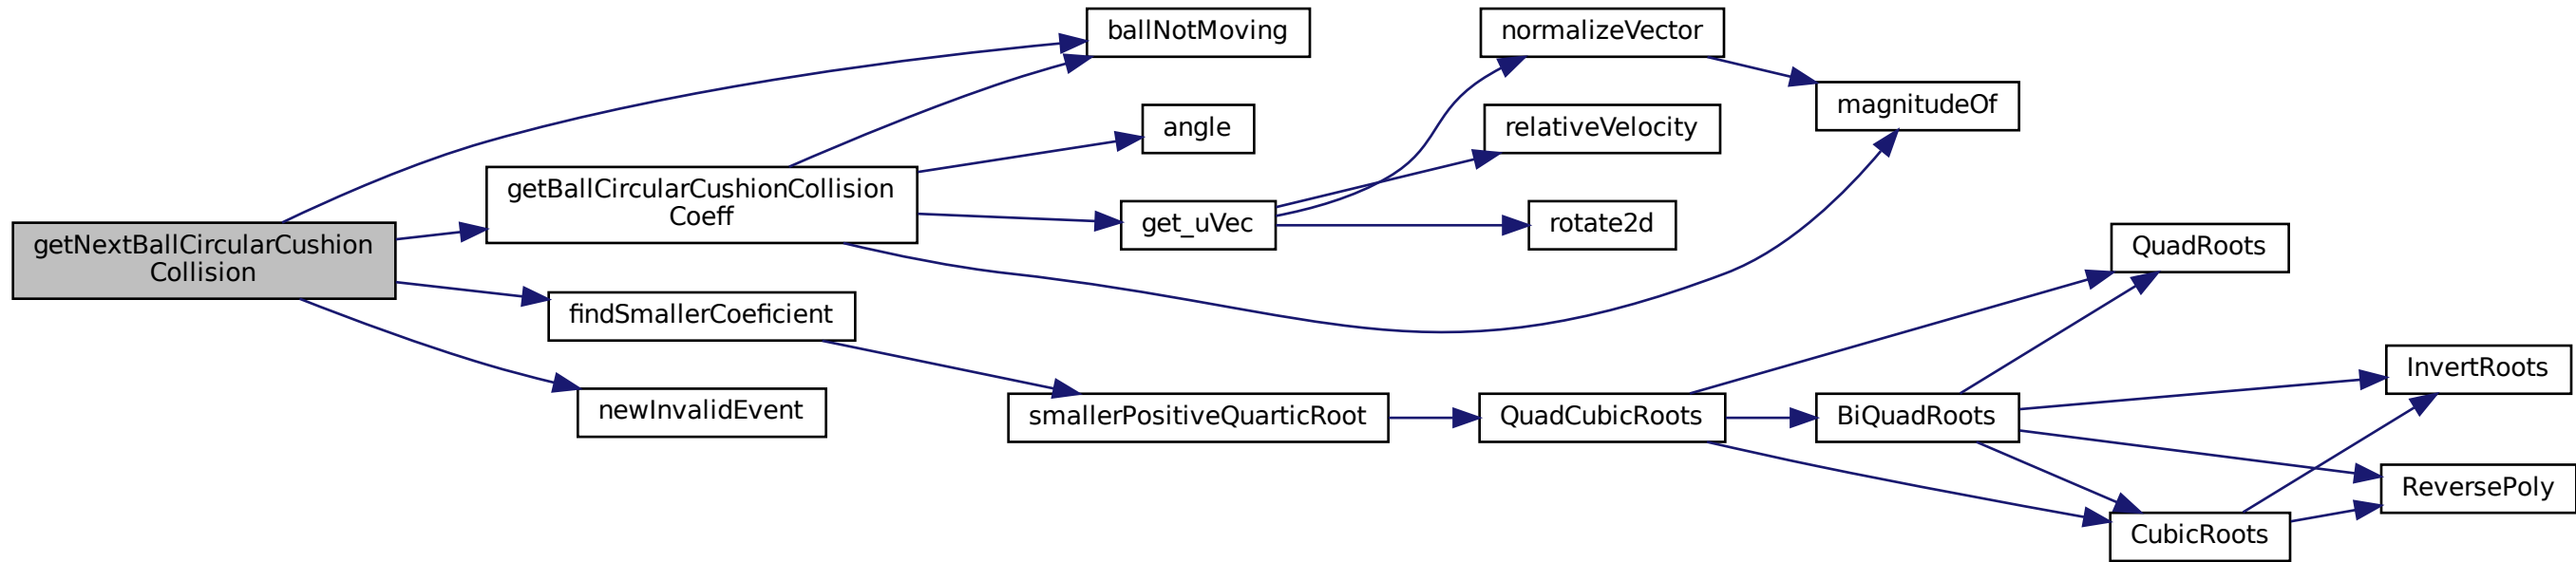 ballNotMoving
normalizeVector
magnitudeOf
relativeVelocity
angle
getBallCircularCushionCollision
Coeff
get_uVec
rotate2d
getNextBallCircularCushion
Collision
QuadRoots
findSmallerCoeficient
InvertRoots
newInvalidEvent
smallerPositiveQuarticRoot
QuadCubicRoots
BiQuadRoots
ReversePoly
CubicRoots